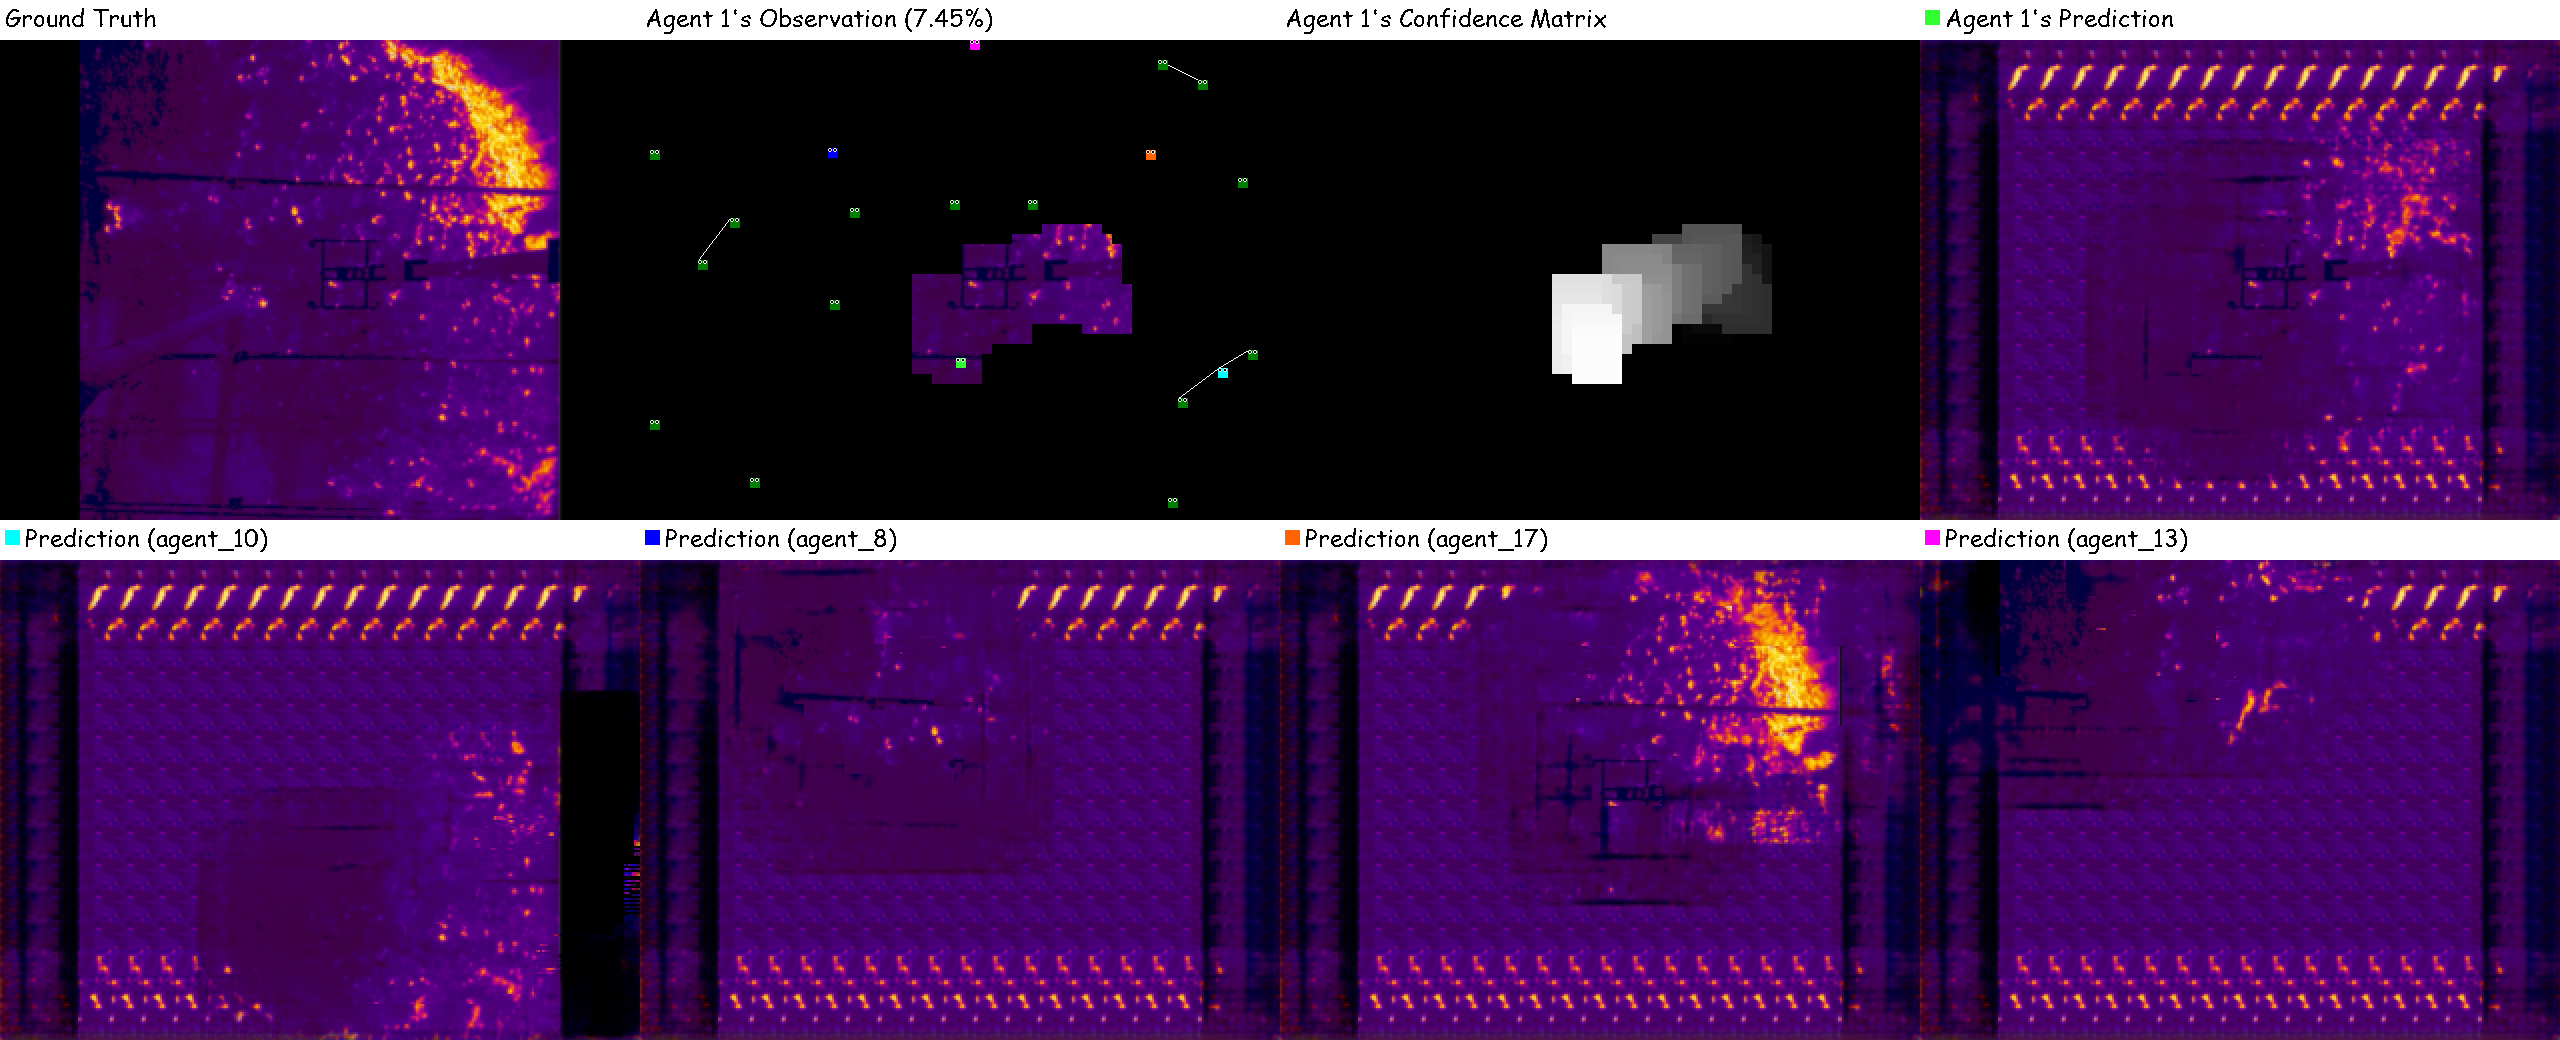 Ground Truth
Agent 1's Observation (7.45%)
Agent 1's Confidence Matrix
Agent 1's Prediction
Prediction (agent_10)
Prediction (agent_8)
Prediction (agent_17)
Prediction (agent_13)